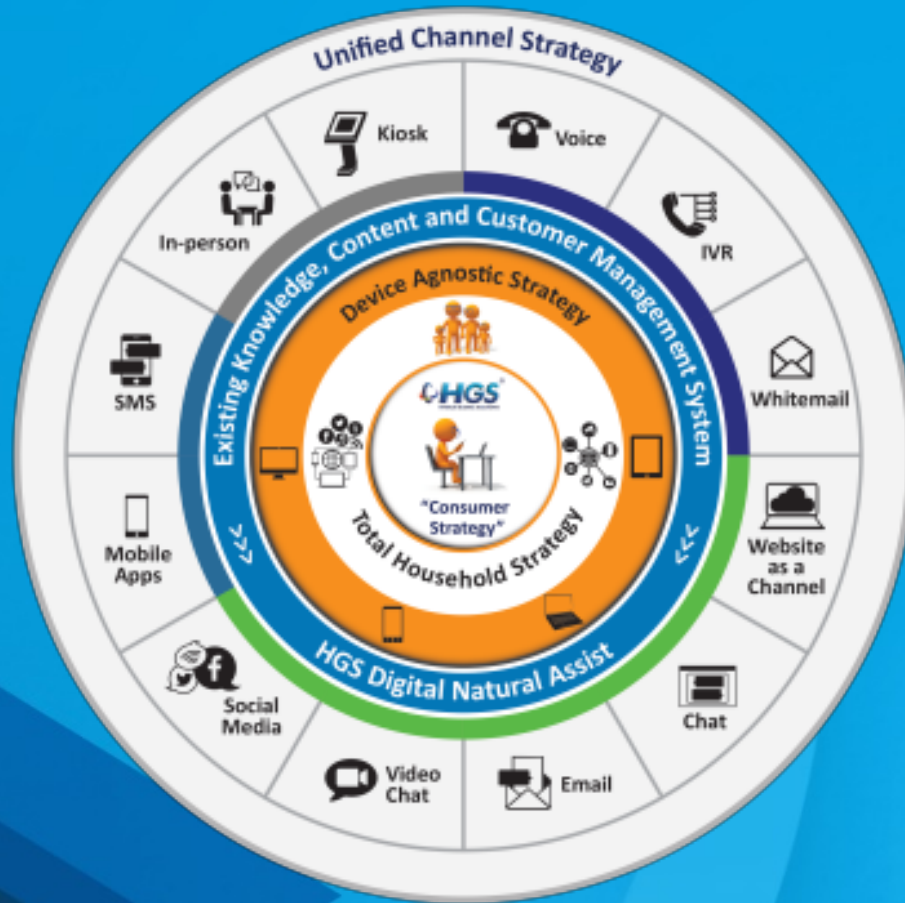 Unified Channel Strategy
Kiosk
Voice
In-person
IVR
SMS
Whitemail
Mobile
Apps
Website
as a
Channel
Social
Media
Chat
Video
Chat
Email
Existing Knowledge, Content and Customer Management System
HGS Digital Natural Assist
Device Agnostic Strategy
Total Household Strategy
HGS
"Consumer
Strategy"